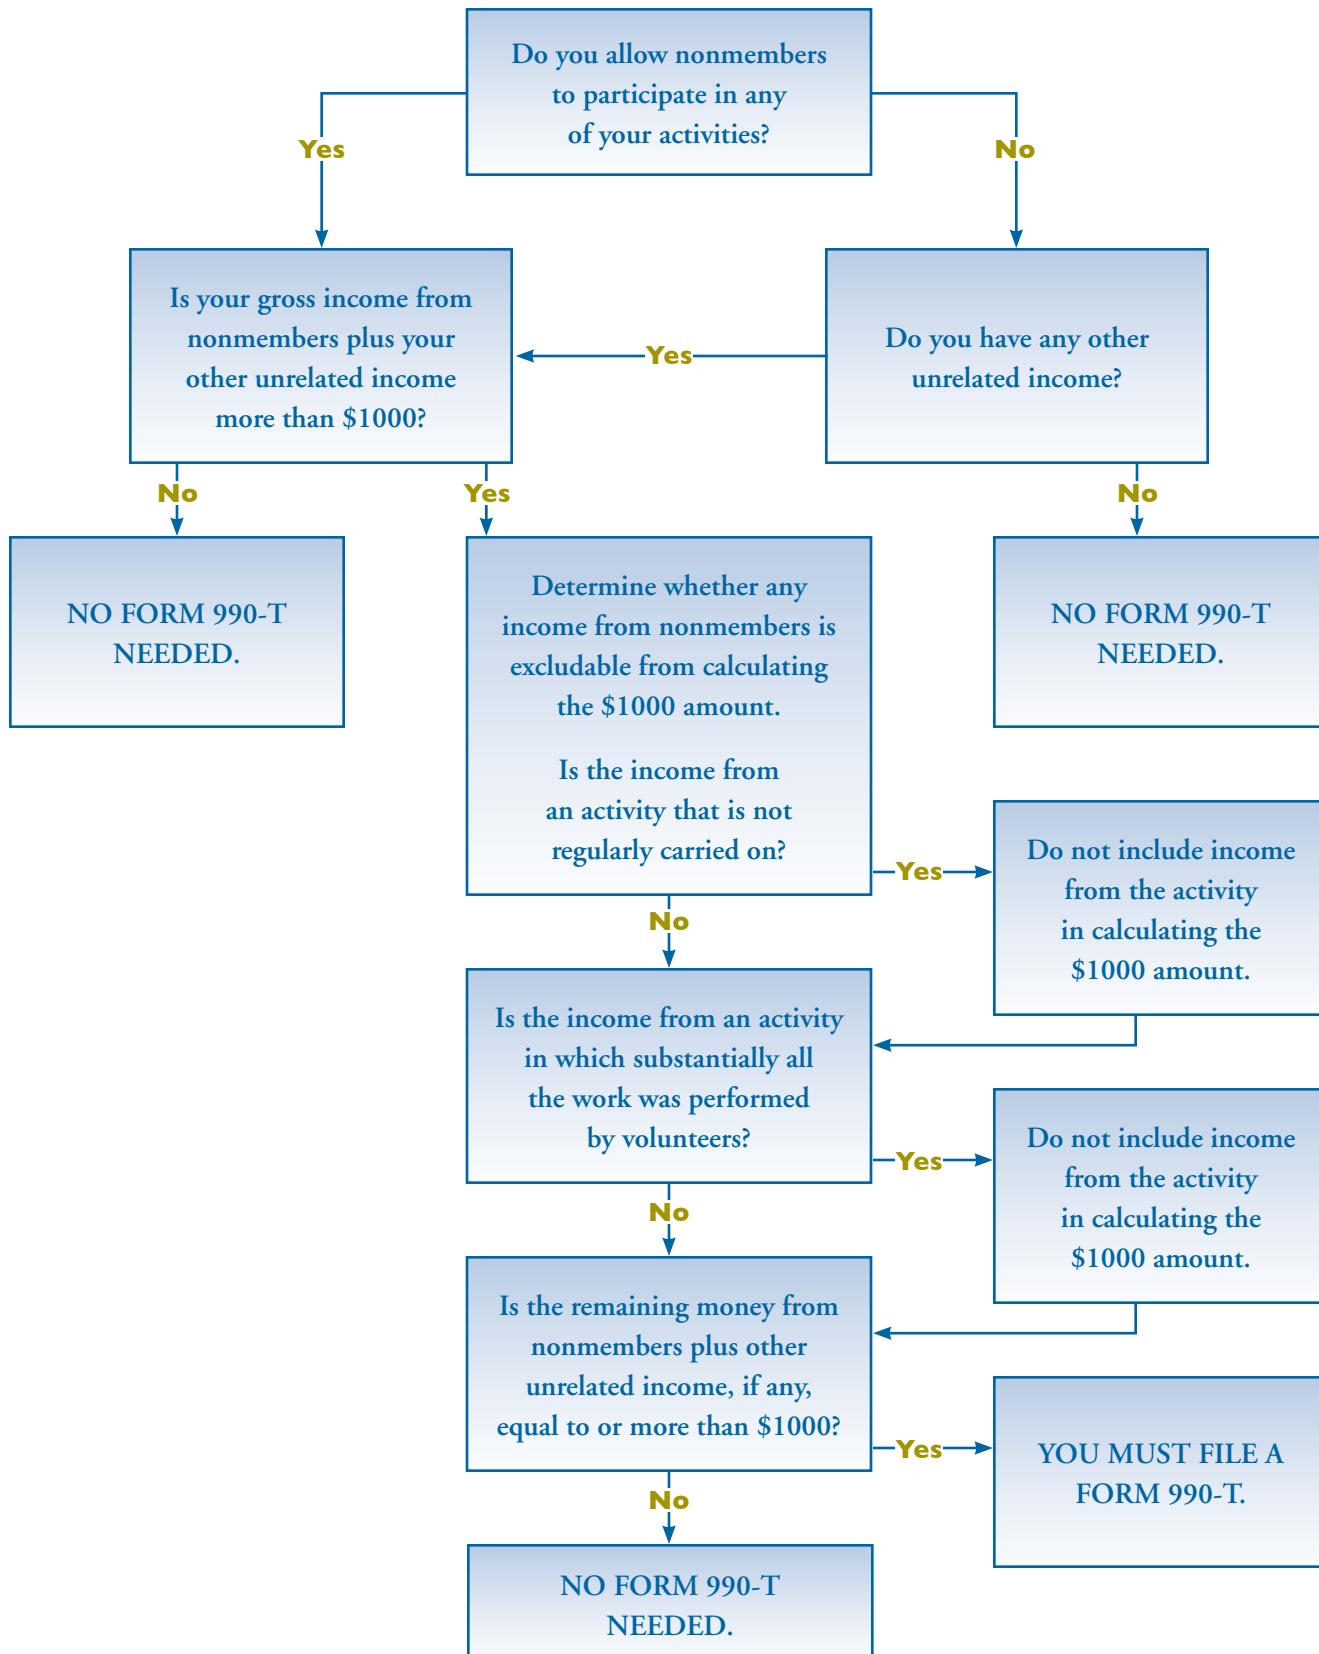 Do you allow nonmembers
to participate in any
of your activities?
Yes
No
Is your gross income from
nonmembers plus your
other unrelated income
more than $1000?
Yes
Do you have any other
unrelated income?
No
Yes
No
NO FORM 990-T
NEEDED.
Determine whether any
income from nonmembers is
excludable from calculating
the $1000 amount.
Is the income from
an activity that is not
regularly carried on?
NO FORM 990-T
NEEDED.
Yes
Do not include income
from the activity
in calculating the
$1000 amount.
No
Is the income from an activity
in which substantially all
the work was performed
by volunteers?
Yes
Do not include income
from the activity
in calculating the
$1000 amount.
No
Is the remaining money from
nonmembers plus other
unrelated income, if any,
equal to or more than $1000?
Yes
YOU MUST FILE A
FORM 990-T.
No
NO FORM 990-T
NEEDED.